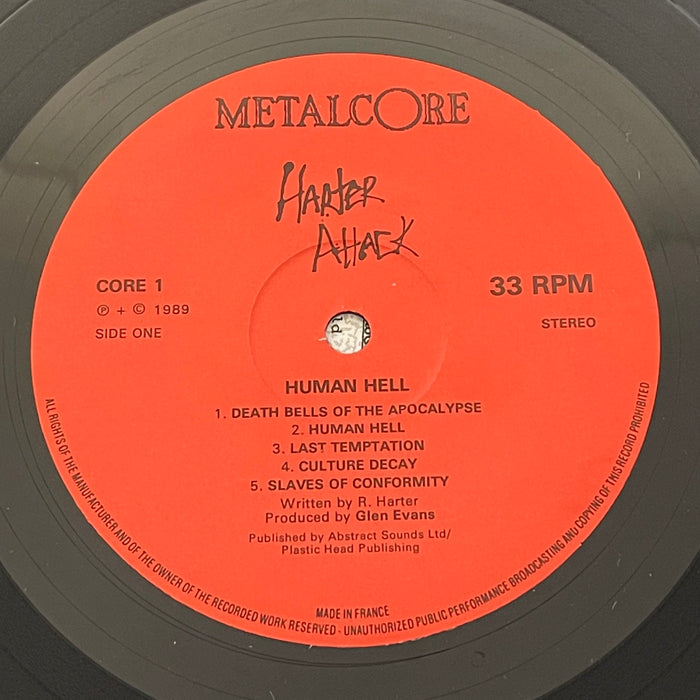 METALCORE
HARTER
ATTACK
CORE 1
℗ + © 1989
SIDE ONE
33 RPM
STEREO
HUMAN HELL
1. DEATH BELLS OF THE APOCALYPSE
2. HUMAN HELL
3. LAST TEMPTATION
4. CULTURE DECAY
5. SLAVES OF CONFORMITY
Written by R. Harter
Produced by Glen Evans
Published by Abstract Sounds Ltd/
Plastic Head Publishing
MADE IN FRANCE
ALL RIGHTS OF THE MANUFACTURER AND OF THE OWNER OF THE RECORDED WORK RESERVED - UNAUTHORIZED PUBLIC PERFORMANCE BROADCASTING AND COPYING OF THIS RECORD PROHIBITED